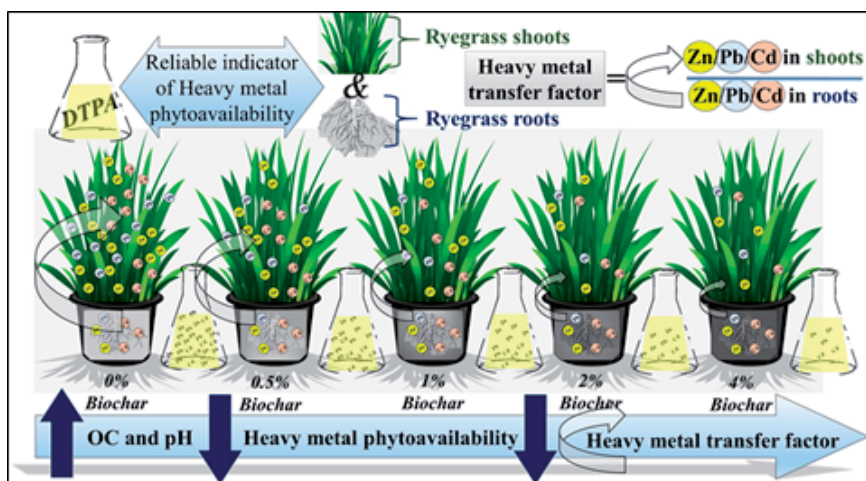 DTPA
Reliable indicator
of Heavy metal
phytoavailability
&
Ryegrass shoots
Ryegrass roots
Heavy metal
transfer factor
=
Zn/Pb/Cd in shoots
Zn/Pb/Cd in roots
0%
Biochar
0.5%
Biochar
1%
Biochar
2%
Biochar
4%
Biochar
OC and pH
Heavy metal phytoavailability
Heavy metal transfer factor